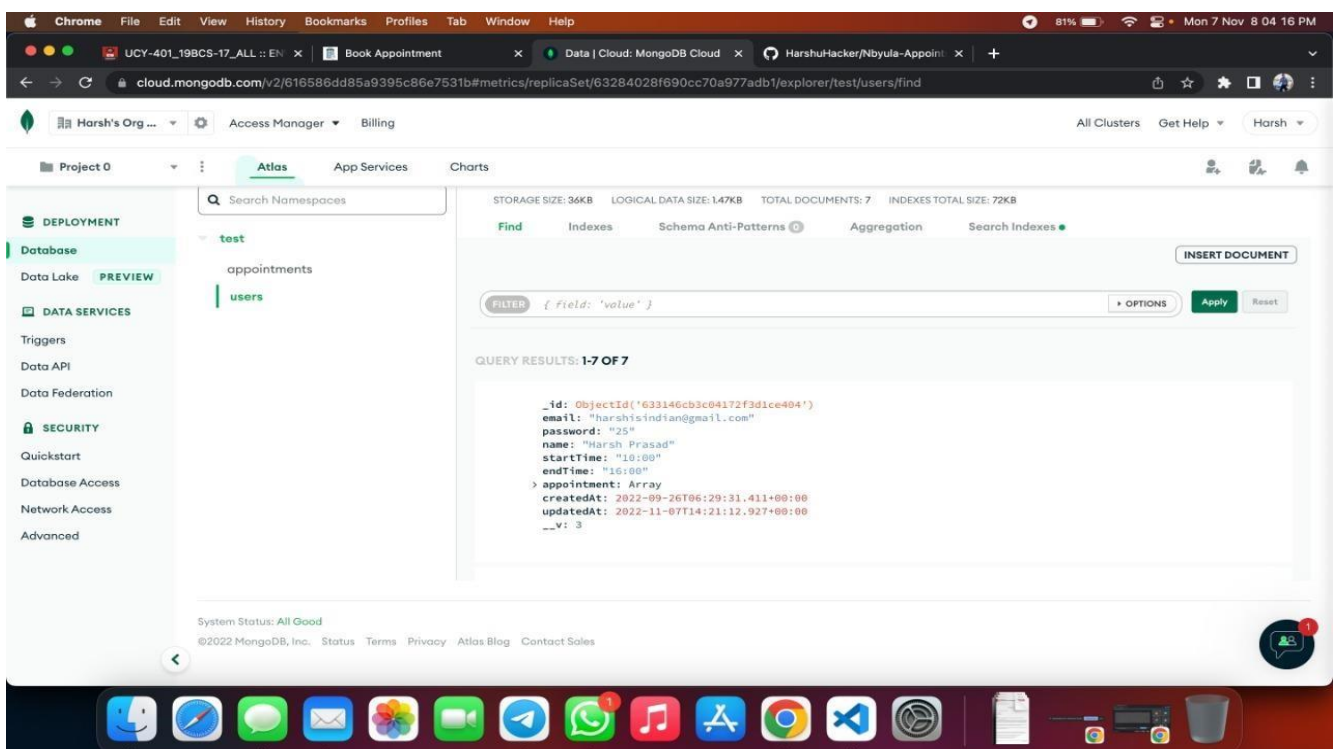 Chrome File Edit View History Bookmarks Profiles Tab Window Help 81% Mon 7 Nov 8 04 16 PM
UCY-401_19BCS-17_ALL :: EN Book Appointment Data | Cloud: MongoDB Cloud HarshuHacker/Nbyula-Appoint
cloud.mongodb.com/v2/616586dd85a9395c86e7531b#metrics/replicaSet/63284028f690cc70a977adb1/explorer/test/users/find
Harsh's Org ... Access Manager Billing All Clusters Get Help Harsh
Project 0 Atlas App Services Charts
DEPLOYMENT
Database
Data Lake PREVIEW
DATA SERVICES
Triggers
Data API
Data Federation
SECURITY
Quickstart
Database Access
Network Access
Advanced
Search Namespaces
test
appointments
users
STORAGE SIZE: 36KB LOGICAL DATA SIZE: 1.47KB TOTAL DOCUMENTS: 7 INDEXES TOTAL SIZE: 72KB
Find Indexes Schema Anti-Patterns 0 Aggregation Search Indexes
INSERT DOCUMENT
FILTER { field: 'value' } OPTIONS Apply Reset
QUERY RESULTS: 1-7 OF 7
_id: ObjectId('633146cb3c04172f3d1ce404')
email: "harshisindian@gmail.com"
password: "25"
name: "Harsh Prasad"
startTime: "10:00"
endTime: "16:00"
> appointment: Array
createdAt: 2022-09-26T06:29:31.411+00:00
updatedAt: 2022-11-07T14:21:12.927+00:00
__v: 3
System Status: All Good
©2022 MongoDB, Inc. Status Terms Privacy Atlas Blog Contact Sales
1
1